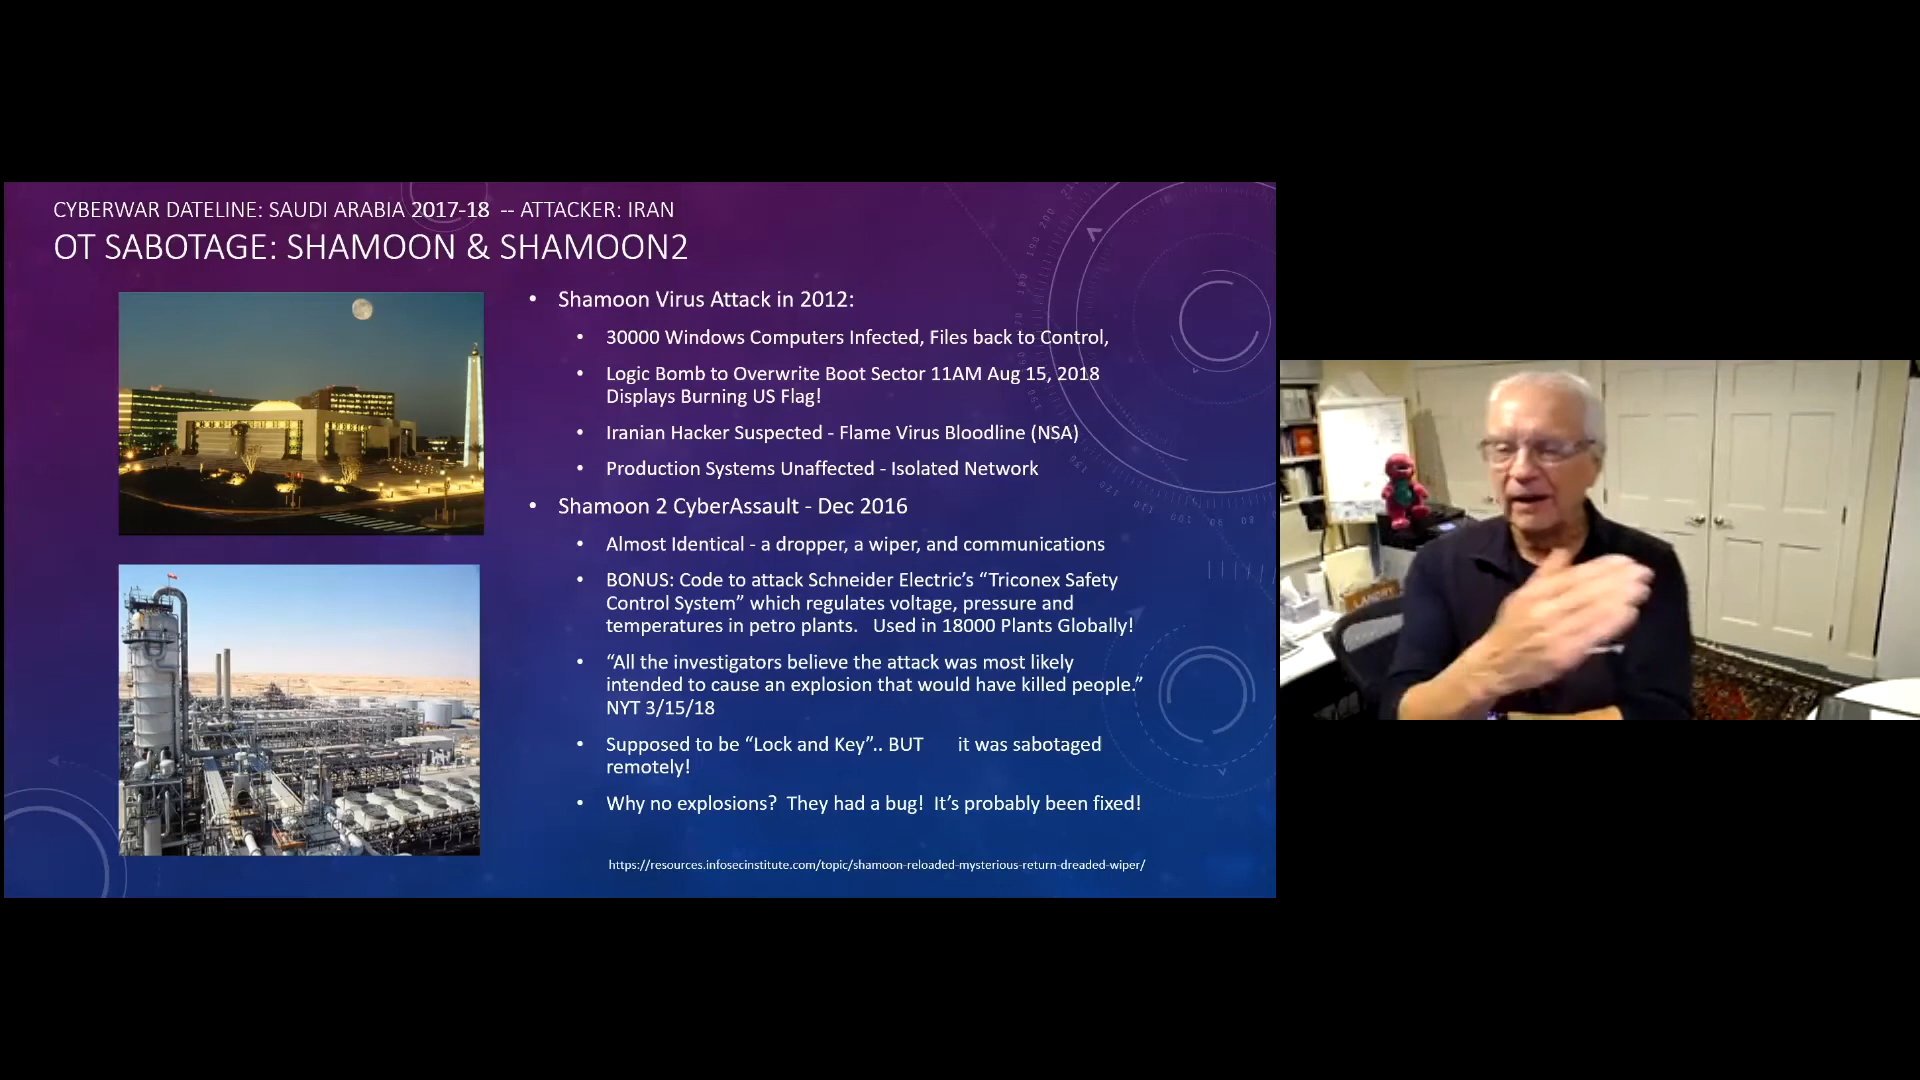 CYBERWAR DATELINE: SAUDI ARABIA 2017-18 -- ATTACKER: IRAN
OT SABOTAGE: SHAMOON & SHAMOON2
• Shamoon Virus Attack in 2012:
• 30000 Windows Computers Infected, Files back to Control,
• Logic Bomb to Overwrite Boot Sector 11AM Aug 15, 2018
Displays Burning US Flag!
• Iranian Hacker Suspected - Flame Virus Bloodline (NSA)
• Production Systems Unaffected - Isolated Network
• Shamoon 2 CyberAssault - Dec 2016
• Almost Identical - a dropper, a wiper, and communications
• BONUS: Code to attack Schneider Electric’s “Triconex Safety
Control System” which regulates voltage, pressure and
temperatures in petro plants. Used in 18000 Plants Globally!
• “All the investigators believe the attack was most likely
intended to cause an explosion that would have killed people.”
NYT 3/15/18
• Supposed to be “Lock and Key”.. BUT it was sabotaged
remotely!
• Why no explosions? They had a bug! It’s probably been fixed!
https://resources.infosecinstitute.com/topic/shamoon-reloaded-mysterious-return-dreaded-wiper/
LANDRY